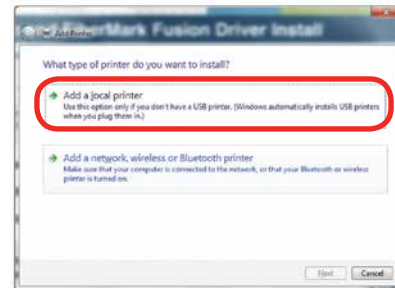 Mark Fusion Driver Install
Add Printer
What type of printer do you want to install?
Add a local printer
Use this option only if you don't have a USB printer. (Windows automatically installs USB printers
when you plug them in.)
Add a network, wireless or Bluetooth printer
Make sure that your computer is connected to the network, or that your Bluetooth or wireless
printer is turned on.
Next
Cancel